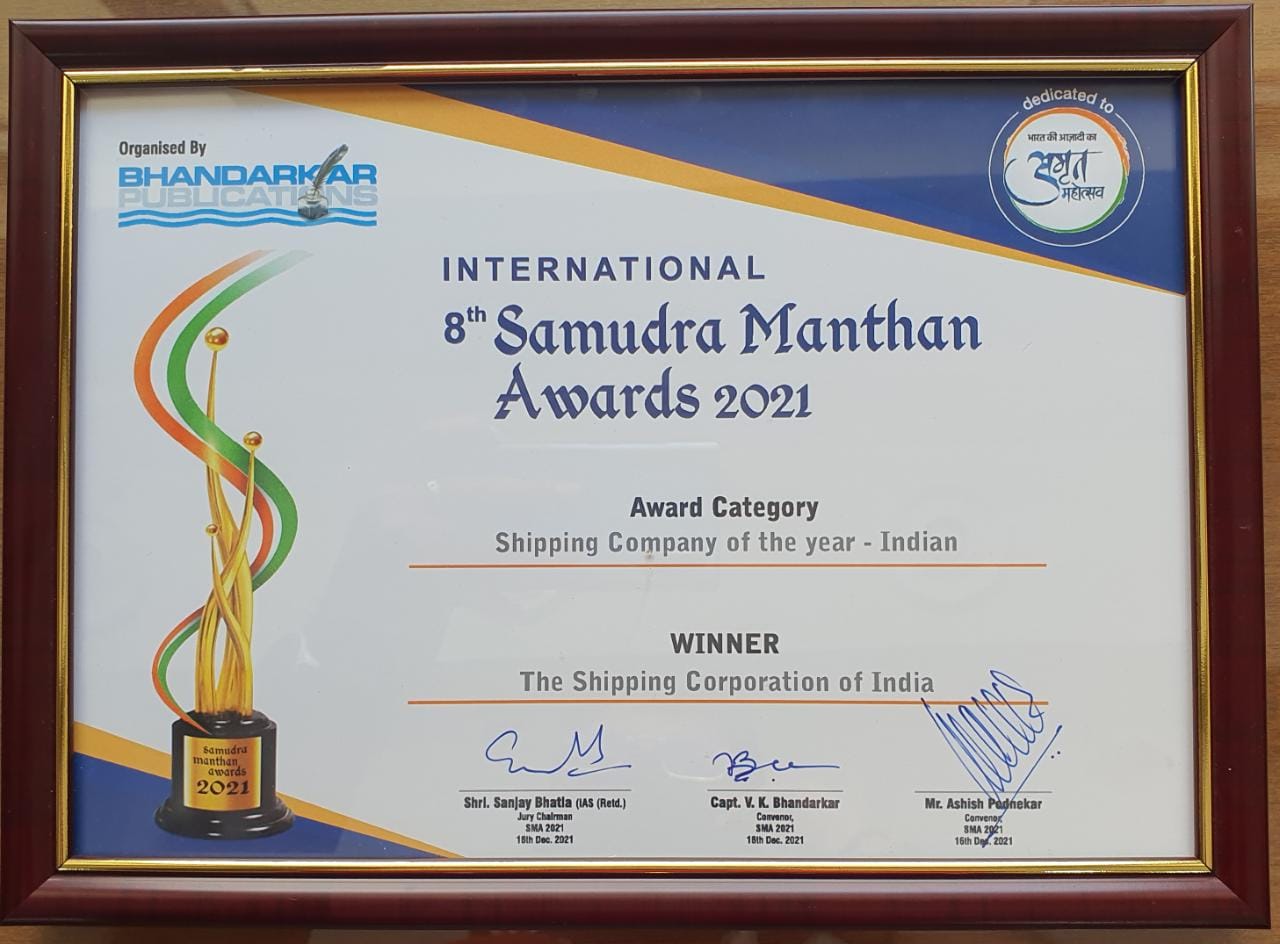 Organised By
BHANDARKAR
PUBLICATIONS
dedicated to
भारत की आज़ादी का
अमृत
महोत्सव
INTERNATIONAL
8th Samudra Manthan
Awards 2021
Award Category
Shipping Company of the year - Indian
WINNER
The Shipping Corporation of India
samudra
manthan
awards
2021
Shri. Sanjay Bhatia (IAS (Retd.)
Jury Chairman
SMA 2021
16th Dec. 2021
Capt. V. K. Bhandarkar
Convenor,
SMA 2021
16th Dec. 2021
Mr. Ashish Pednekar
Convenor,
SMA 2021
16th Dec. 2021